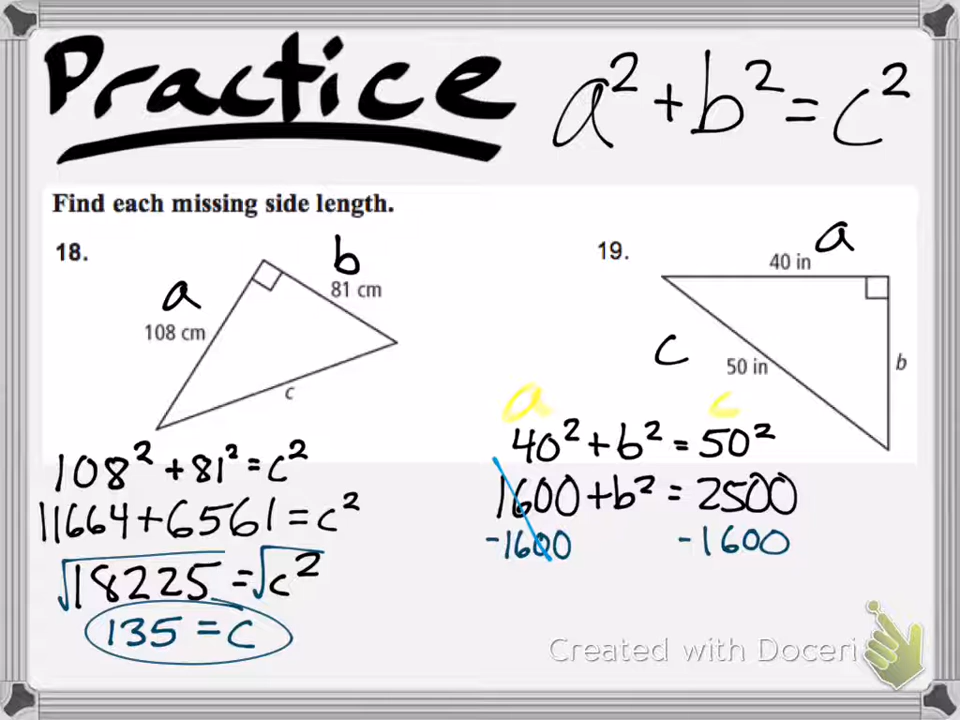 Practice
a² + b² = c²
Find each missing side length.
18.
b
81 cm
a
108 cm
c
108² + 81² = c²
11664 + 6561 = c²
√18225 = √c²
135 = c
19.
a
40 in
c
50 in
b
a c
40² + b² = 50²
1600 + b² = 2500
-1600 -1600
Created with Doceri